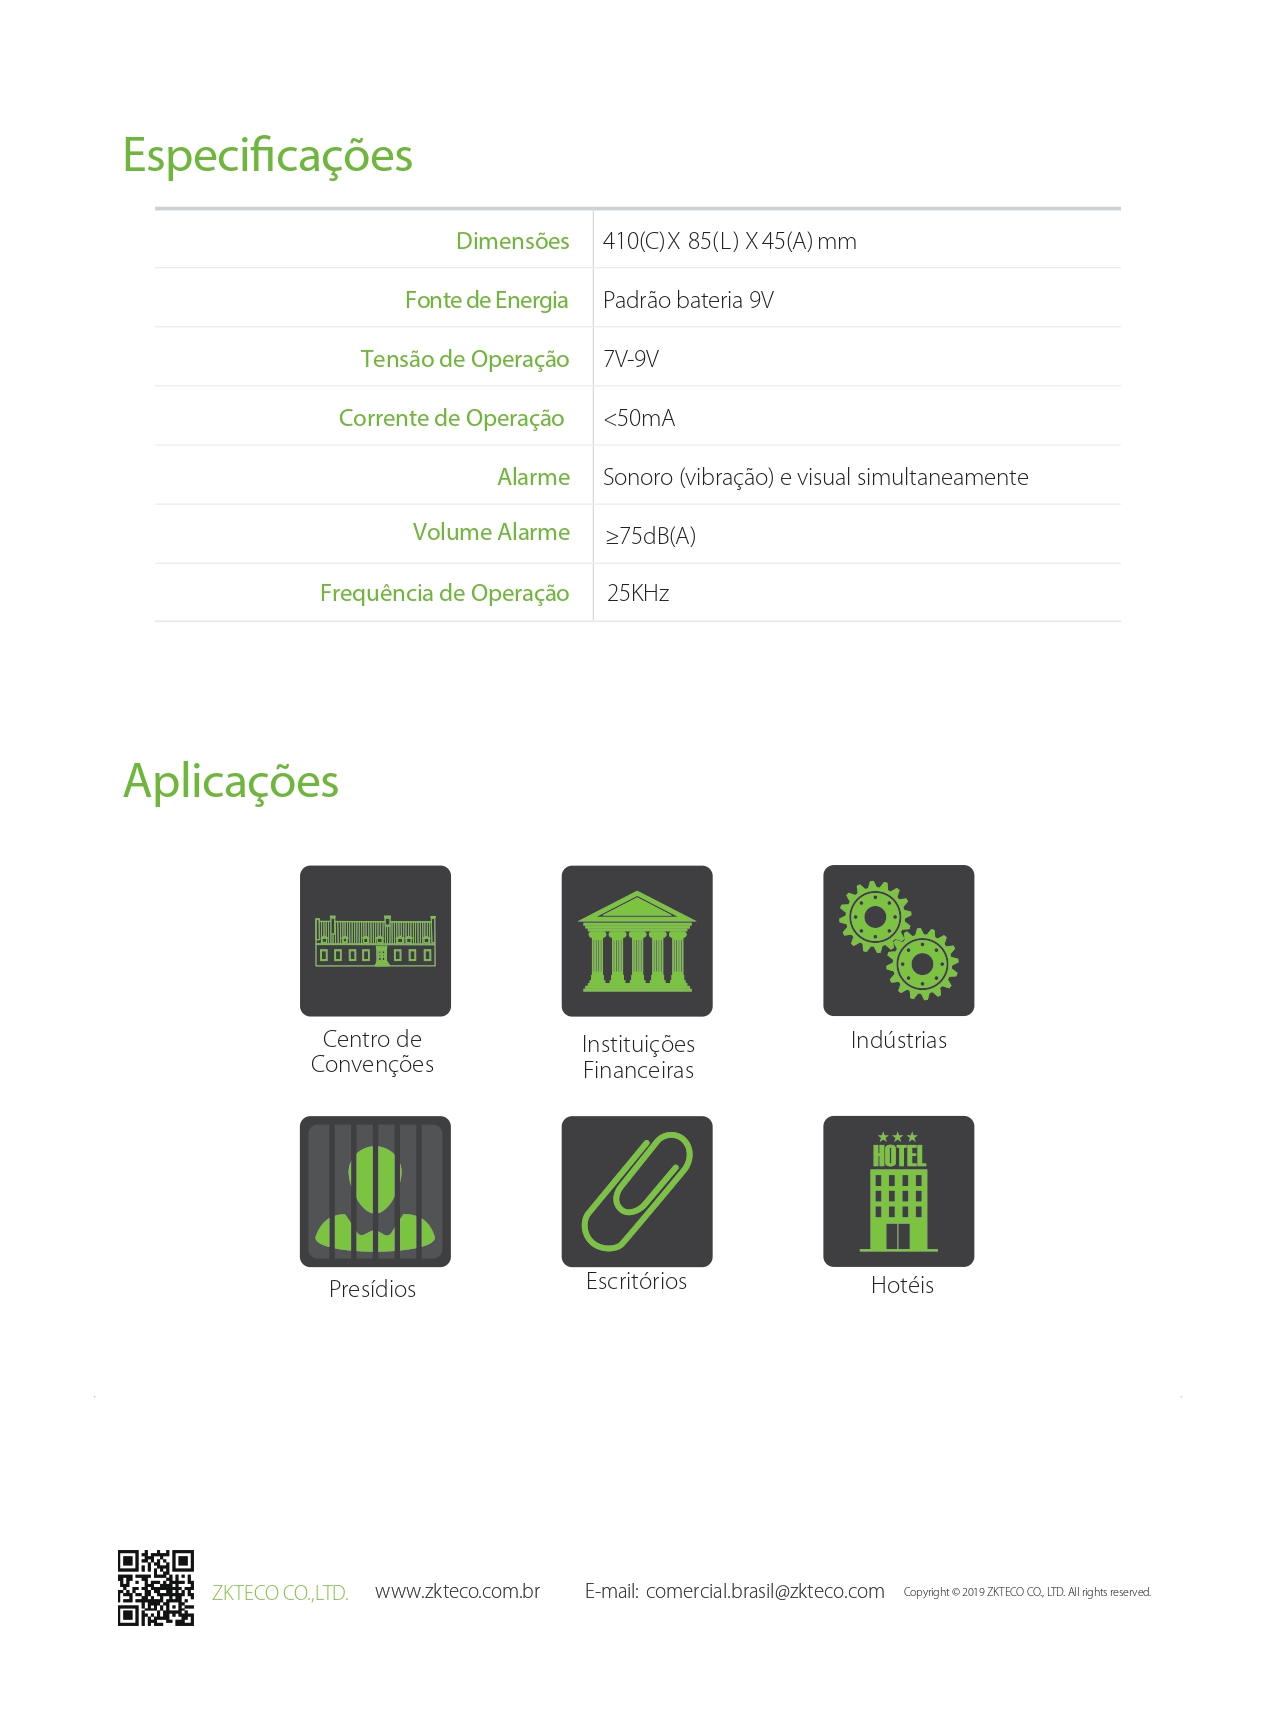 Especificações
Dimensões 410(C) X 85(L) X 45(A) mm
Fonte de Energia Padrão bateria 9V
Tensão de Operação 7V-9V
Corrente de Operação <50mA
Alarme Sonoro (vibração) e visual simultaneamente
Volume Alarme ≥75dB(A)
Frequência de Operação 25KHz
Aplicações
HOTEL
Centro de
Convenções
Instituições
Financeiras
Indústrias
Presídios
Escritórios
Hotéis
ZKTECO CO.,LTD. www.zkteco.com.br E-mail: comercial.brasil@zkteco.com Copyright © 2019 ZKTECO CO., LTD. All rights reserved.